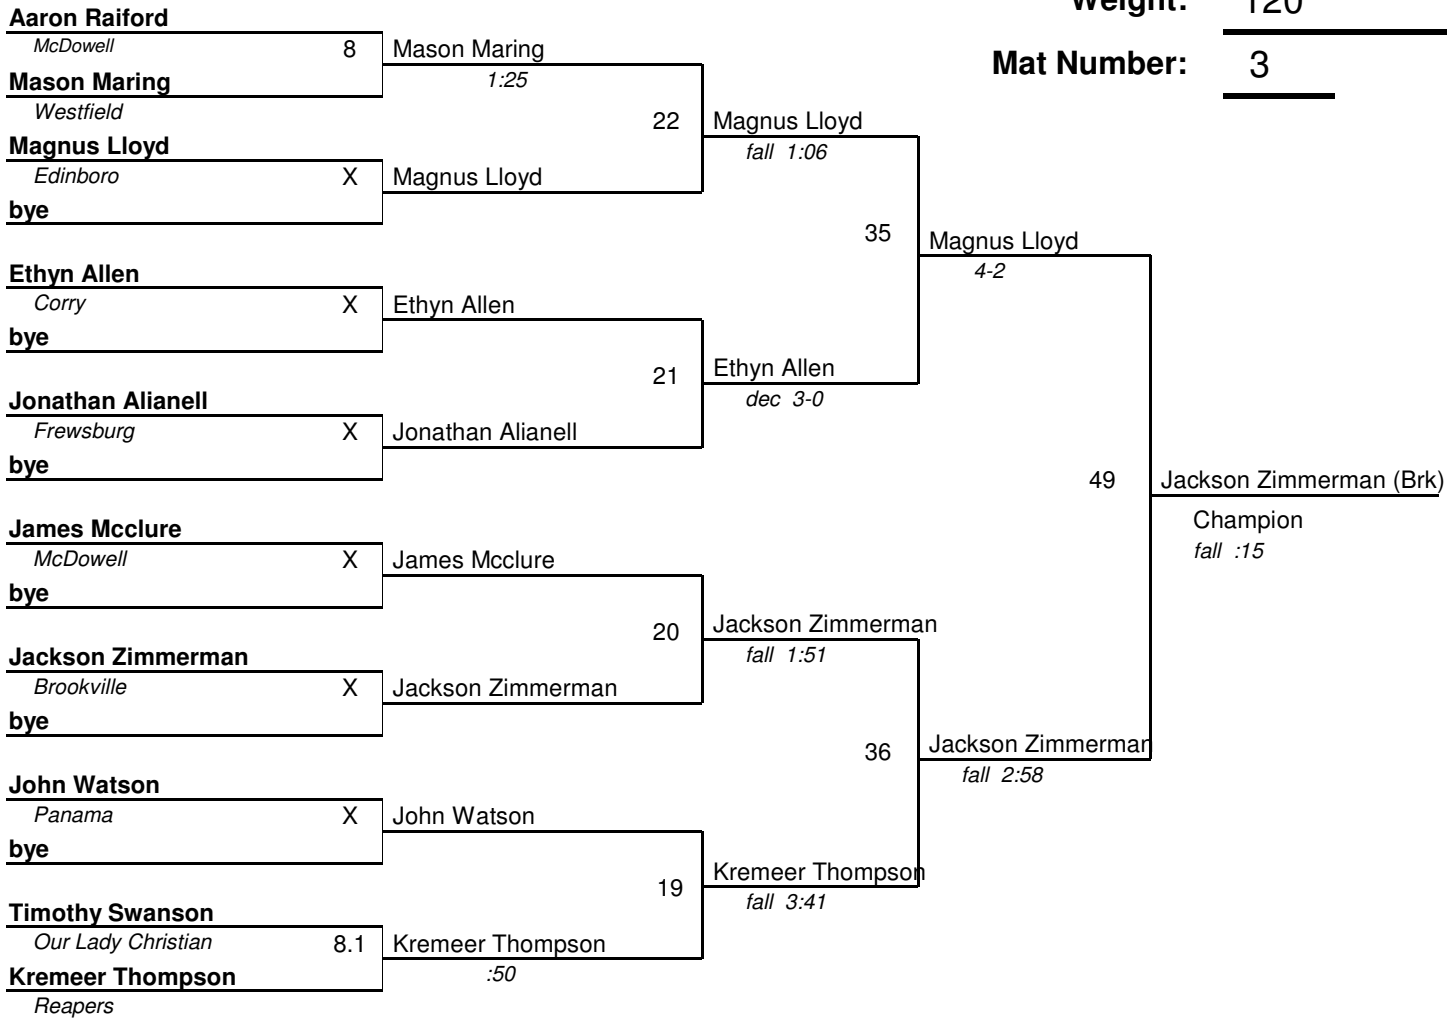 Weight: 120
Mat Number: 3
Aaron Raiford
McDowell 8
Mason Maring
Westfield
Mason Maring
1:25
Magnus Lloyd
Edinboro X
bye
Magnus Lloyd
22
Magnus Lloyd
fall 1:06
Ethyn Allen
Corry X
bye
Ethyn Allen
Jonathan Alianell
Frewsburg X
bye
Jonathan Alianell
21
Ethyn Allen
dec 3-0
35
Magnus Lloyd
4-2
James Mcclure
McDowell X
bye
James Mcclure
Jackson Zimmerman
Brookville X
bye
Jackson Zimmerman
20
Jackson Zimmerman
fall 1:51
John Watson
Panama X
bye
John Watson
Timothy Swanson
Our Lady Christian 8.1
Kremeer Thompson
Reapers
Kremeer Thompson
:50
19
Kremeer Thompson
fall 3:41
36
Jackson Zimmerman
fall 2:58
49
Jackson Zimmerman (Brk)
Champion
fall :15